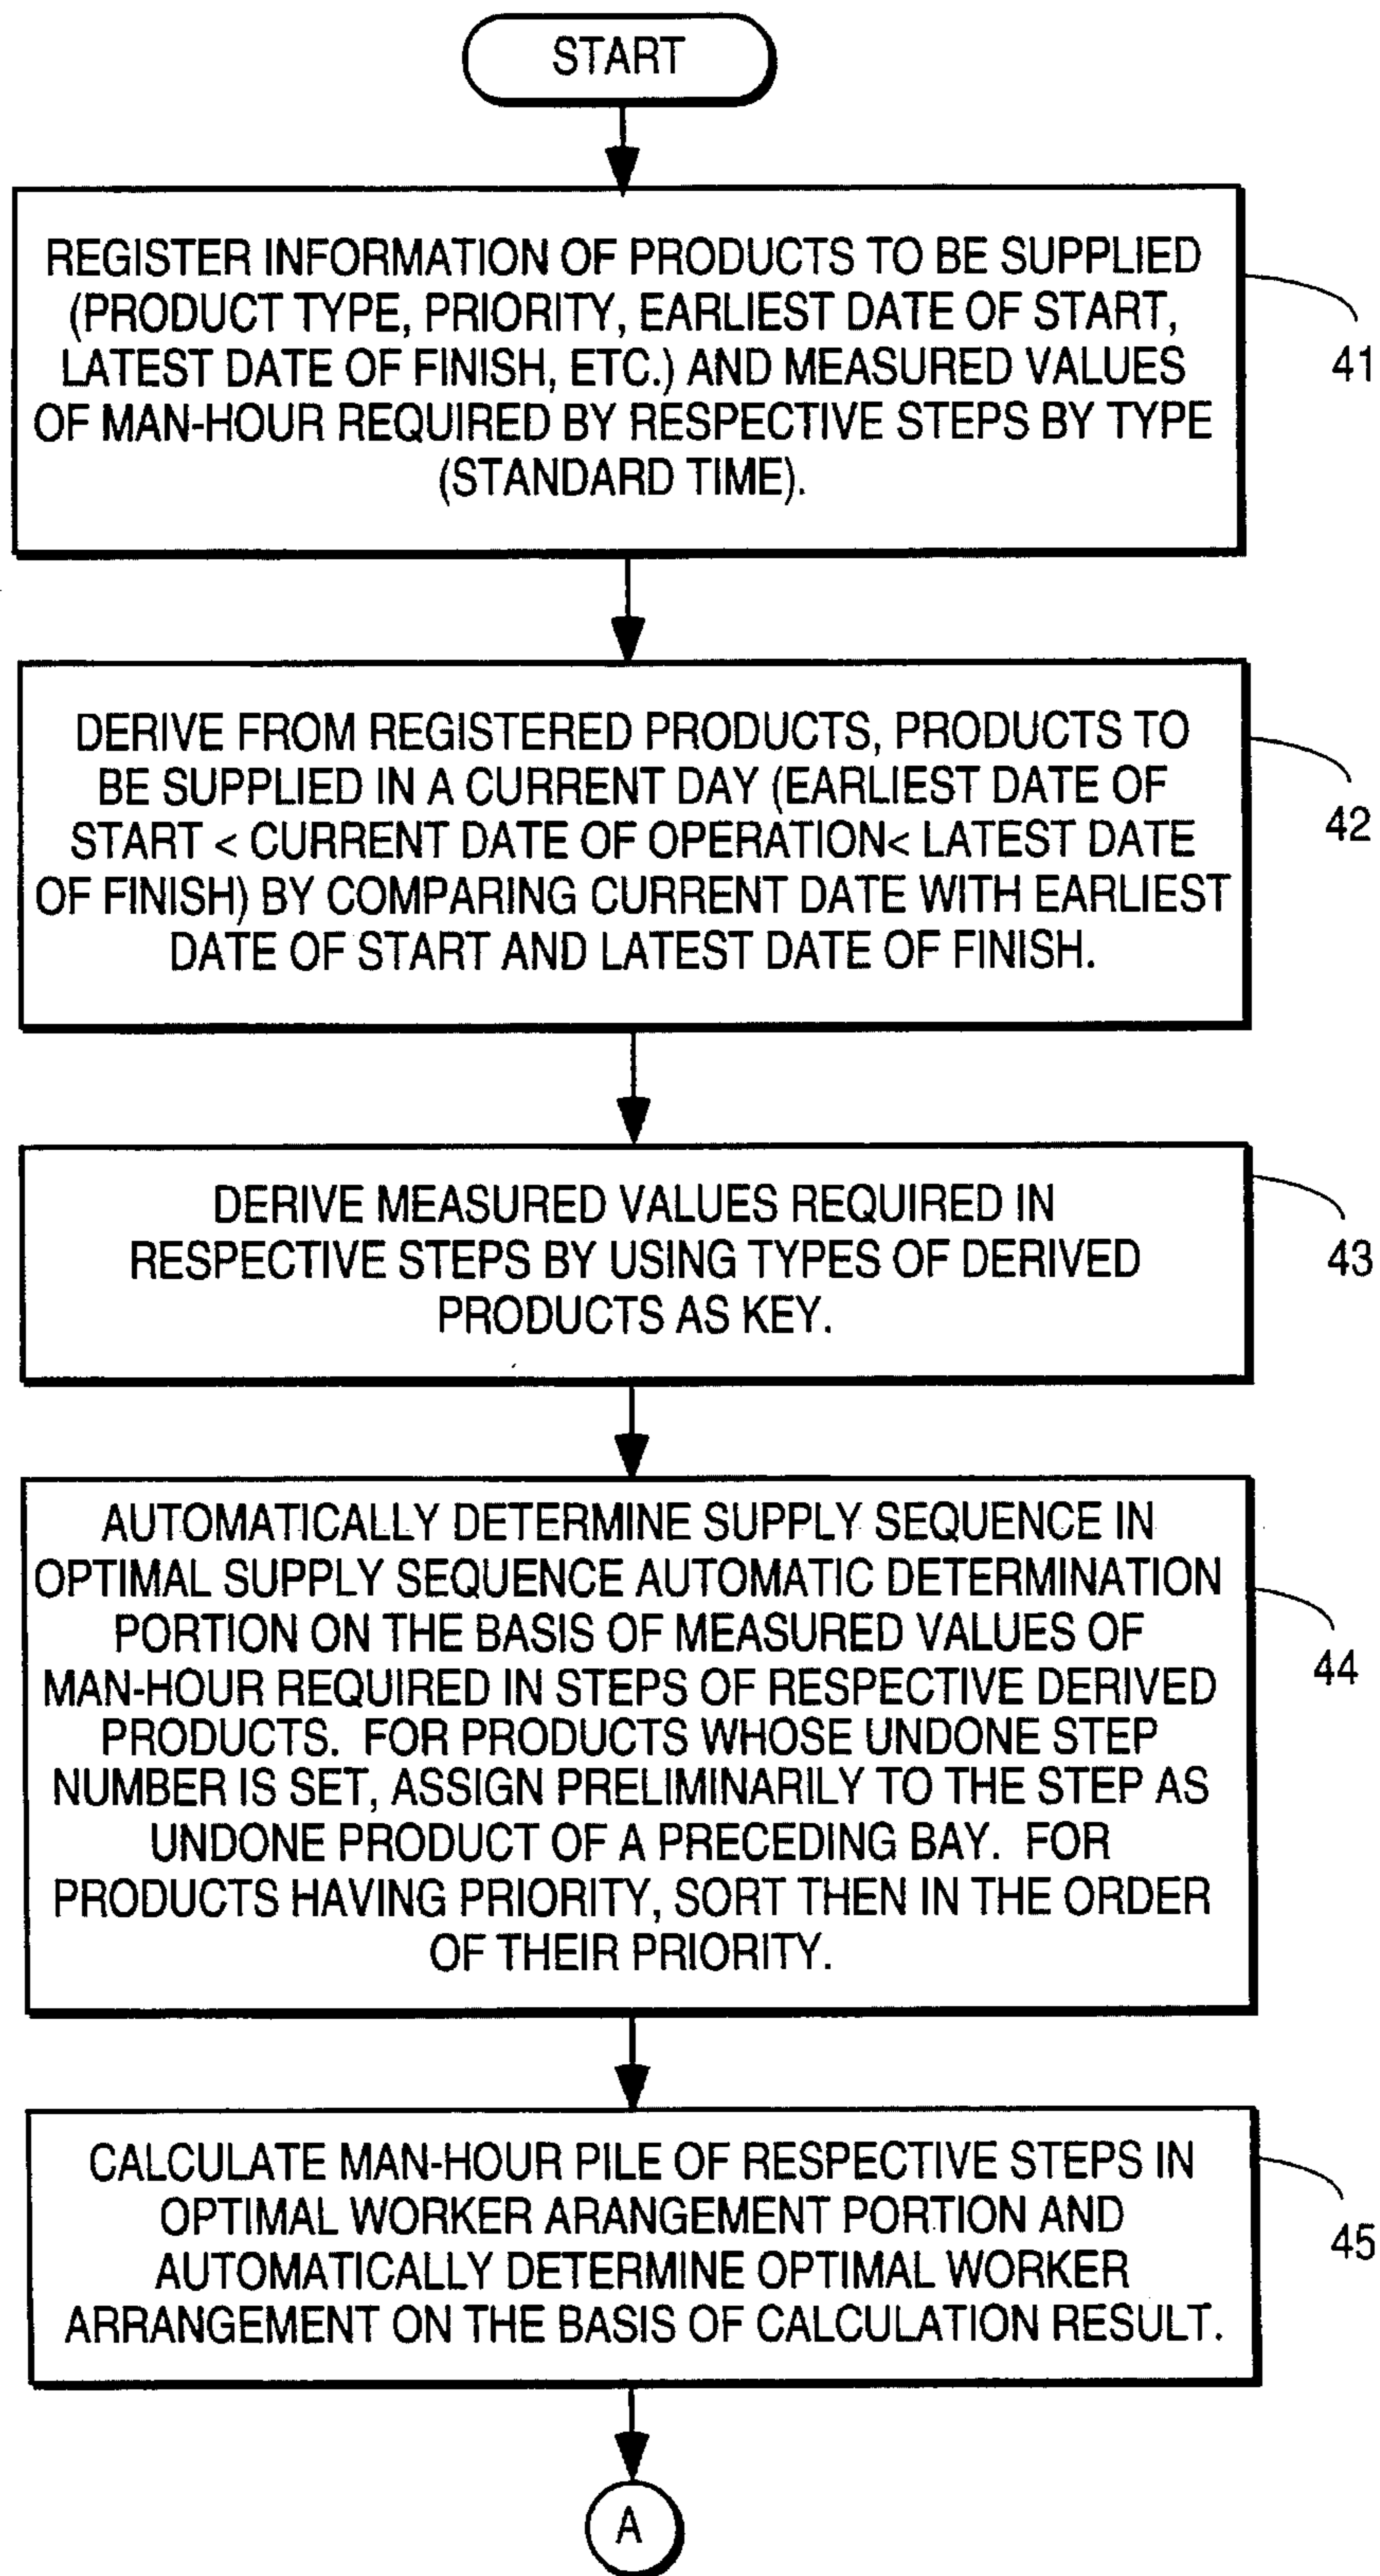 START
REGISTER INFORMATION OF PRODUCTS TO BE SUPPLIED
(PRODUCT TYPE, PRIORITY, EARLIEST DATE OF START,
LATEST DATE OF FINISH, ETC.) AND MEASURED VALUES
OF MAN-HOUR REQUIRED BY RESPECTIVE STEPS BY TYPE
(STANDARD TIME).
41
DERIVE FROM REGISTERED PRODUCTS, PRODUCTS TO
BE SUPPLIED IN A CURRENT DAY (EARLIEST DATE OF
START < CURRENT DATE OF OPERATION< LATEST DATE
OF FINISH) BY COMPARING CURRENT DATE WITH EARLIEST
DATE OF START AND LATEST DATE OF FINISH.
42
DERIVE MEASURED VALUES REQUIRED IN
RESPECTIVE STEPS BY USING TYPES OF DERIVED
PRODUCTS AS KEY.
43
AUTOMATICALLY DETERMINE SUPPLY SEQUENCE IN
OPTIMAL SUPPLY SEQUENCE AUTOMATIC DETERMINATION
PORTION ON THE BASIS OF MEASURED VALUES OF
MAN-HOUR REQUIRED IN STEPS OF RESPECTIVE DERIVED
PRODUCTS. FOR PRODUCTS WHOSE UNDONE STEP
NUMBER IS SET, ASSIGN PRELIMINARILY TO THE STEP AS
UNDONE PRODUCT OF A PRECEDING BAY. FOR
PRODUCTS HAVING PRIORITY, SORT THEN IN THE ORDER
OF THEIR PRIORITY.
44
CALCULATE MAN-HOUR PILE OF RESPECTIVE STEPS IN
OPTIMAL WORKER ARANGEMENT PORTION AND
AUTOMATICALLY DETERMINE OPTIMAL WORKER
ARRANGEMENT ON THE BASIS OF CALCULATION RESULT.
45
A